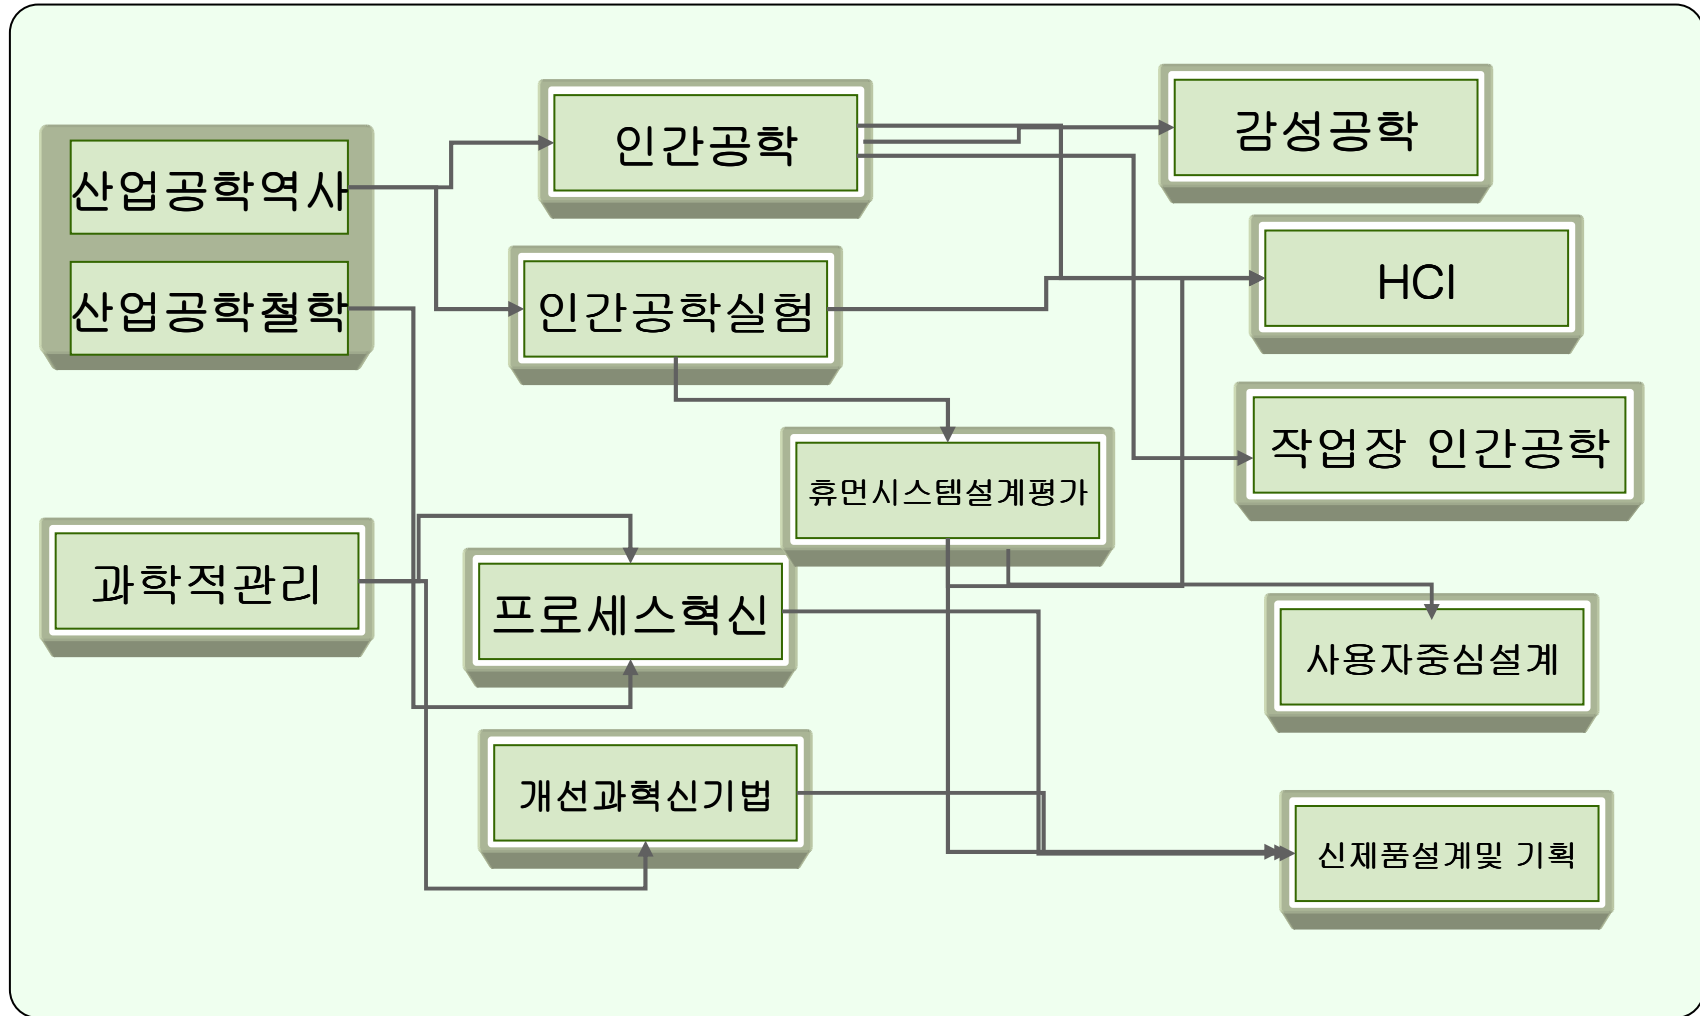 산업공학역사
산업공학철학
과학적관리
인간공학
인간공학실험
휴먼시스템설계평가
프로세스혁신
개선과혁신기법
감성공학
HCI
작업장 인간공학
사용자중심설계
신제품설계및 기획